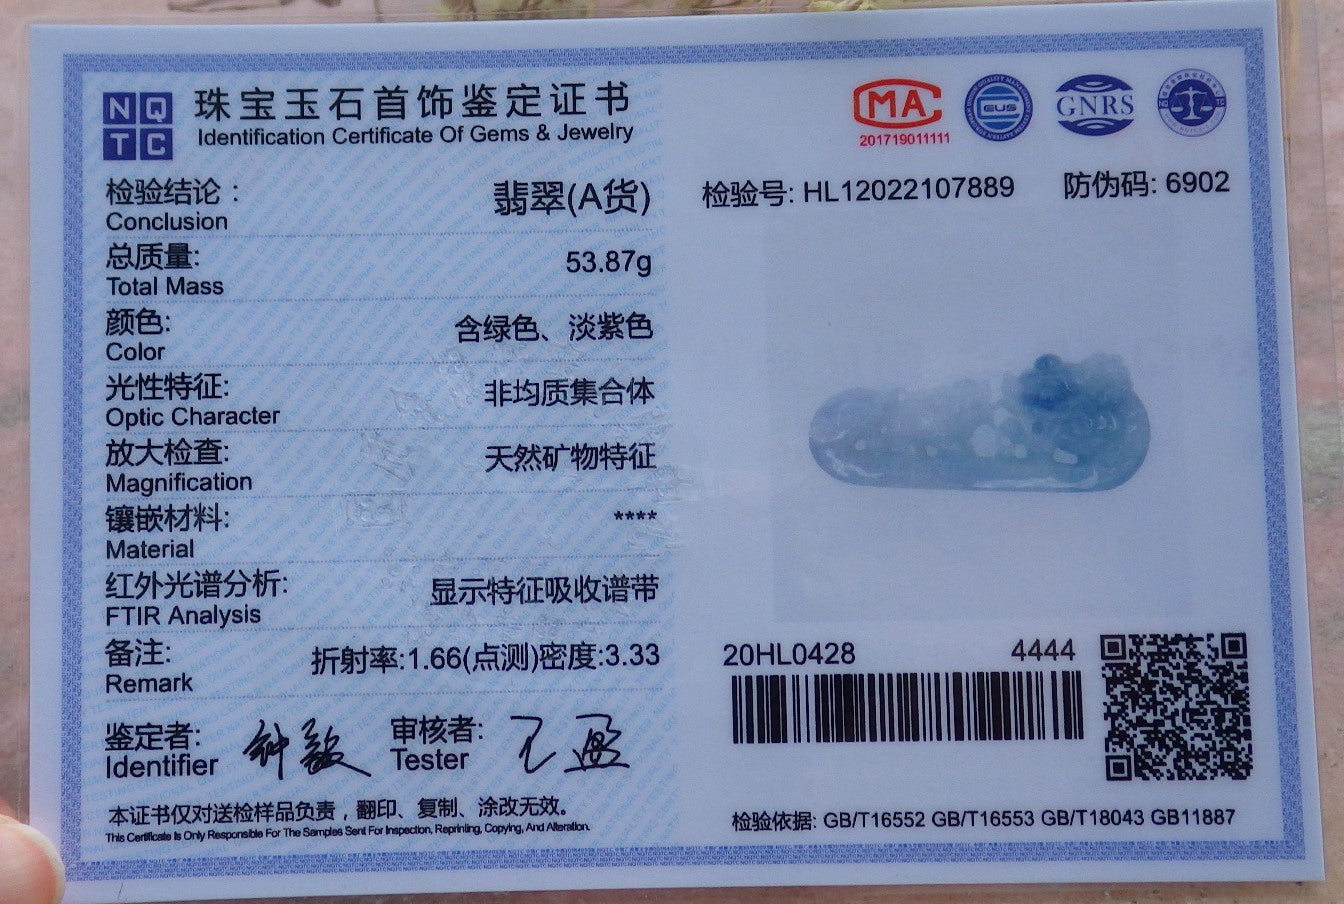 NQ
TC
珠宝玉石首饰鉴定证书
Identification Certificate Of Gems & Jewelry
MA
201719011111
EUS
GNRS
检验结论：
Conclusion
翡翠(A货)
总质量:
Total Mass
53.87g
颜色:
Color
含绿色、淡紫色
光性特征:
Optic Character
非均质集合体
放大检查:
Magnification
天然矿物特征
镶嵌材料:
Material
****
红外光谱分析:
FTIR Analysis
显示特征吸收谱带
备注:
Remark
折射率:1.66(点测)密度:3.33
鉴定者:
Identifier
审核者:
Tester
本证书仅对送检样品负责，翻印、复制、涂改无效。
This Certificate Is Only Responsible For The Samples Sent For Inspection, Reprinting, Copying, And Alteration.
检验号: HL12022107889
防伪码: 6902
20HL0428
4444
检验依据: GB/T16552 GB/T16553 GB/T18043 GB11887